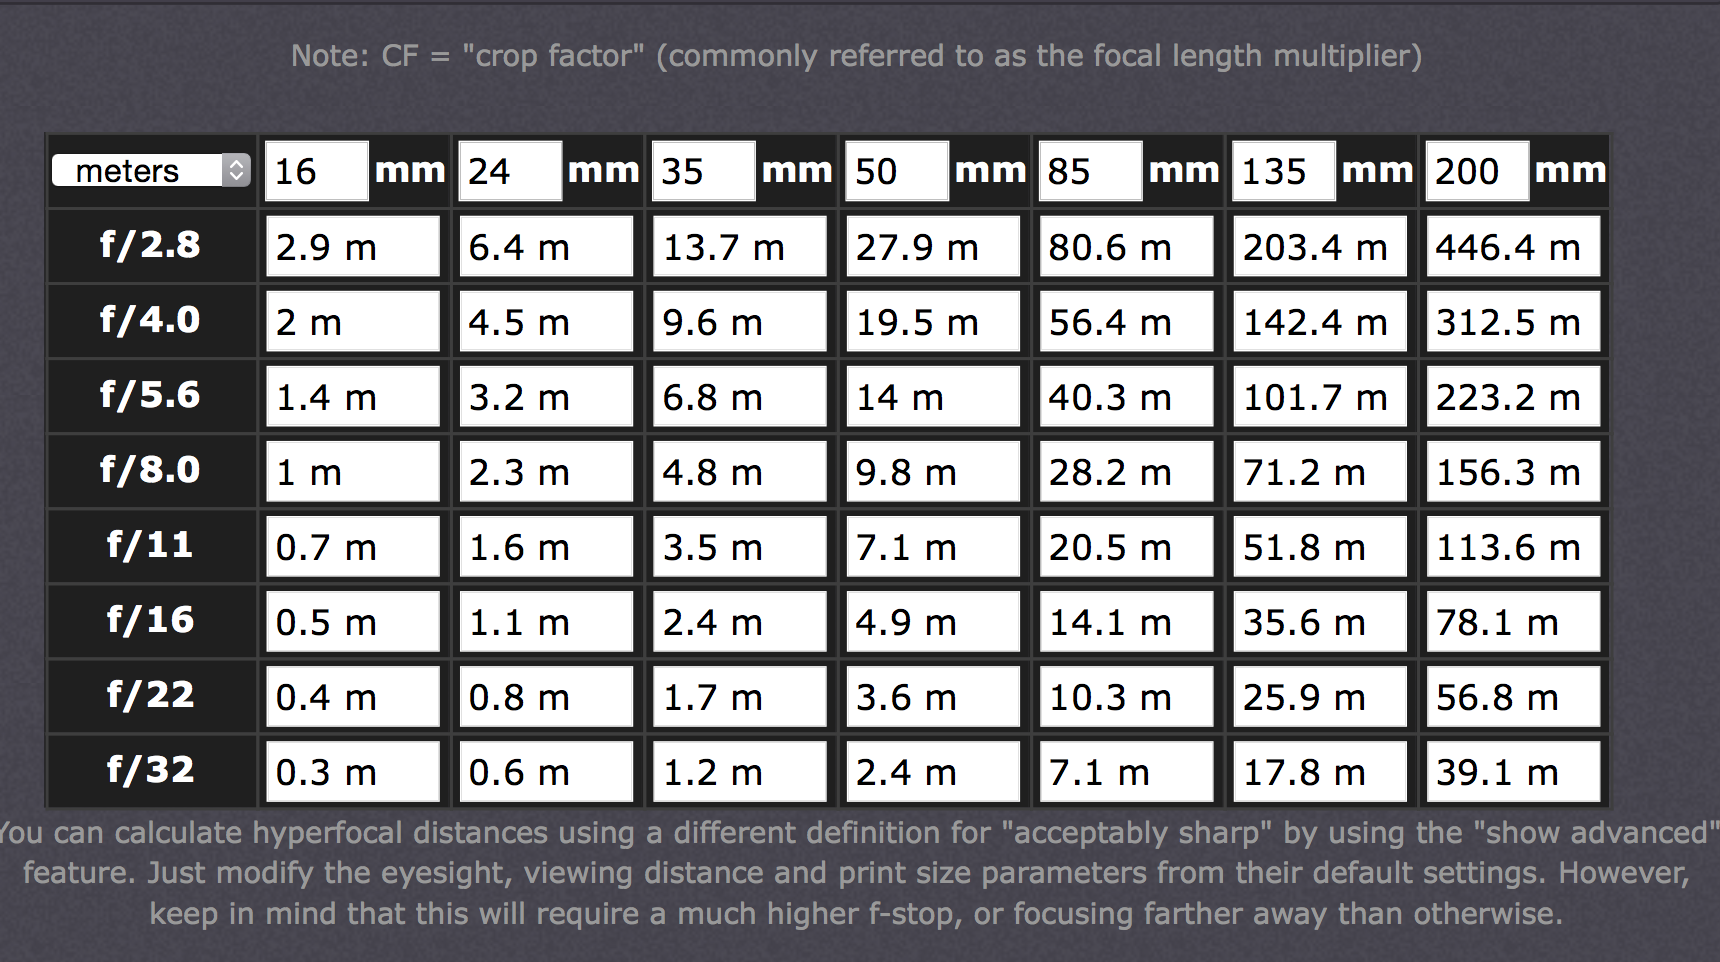 Note: CF = "crop factor" (commonly referred to as the focal length multiplier)
meters 16 mm 24 mm 35 mm 50 mm 85 mm 135 mm 200 mm
f/2.8 2.9 m 6.4 m 13.7 m 27.9 m 80.6 m 203.4 m 446.4 m
f/4.0 2 m 4.5 m 9.6 m 19.5 m 56.4 m 142.4 m 312.5 m
f/5.6 1.4 m 3.2 m 6.8 m 14 m 40.3 m 101.7 m 223.2 m
f/8.0 1 m 2.3 m 4.8 m 9.8 m 28.2 m 71.2 m 156.3 m
f/11 0.7 m 1.6 m 3.5 m 7.1 m 20.5 m 51.8 m 113.6 m
f/16 0.5 m 1.1 m 2.4 m 4.9 m 14.1 m 35.6 m 78.1 m
f/22 0.4 m 0.8 m 1.7 m 3.6 m 10.3 m 25.9 m 56.8 m
f/32 0.3 m 0.6 m 1.2 m 2.4 m 7.1 m 17.8 m 39.1 m
You can calculate hyperfocal distances using a different definition for "acceptably sharp" by using the "show advanced"
feature. Just modify the eyesight, viewing distance and print size parameters from their default settings. However,
keep in mind that this will require a much higher f-stop, or focusing farther away than otherwise.